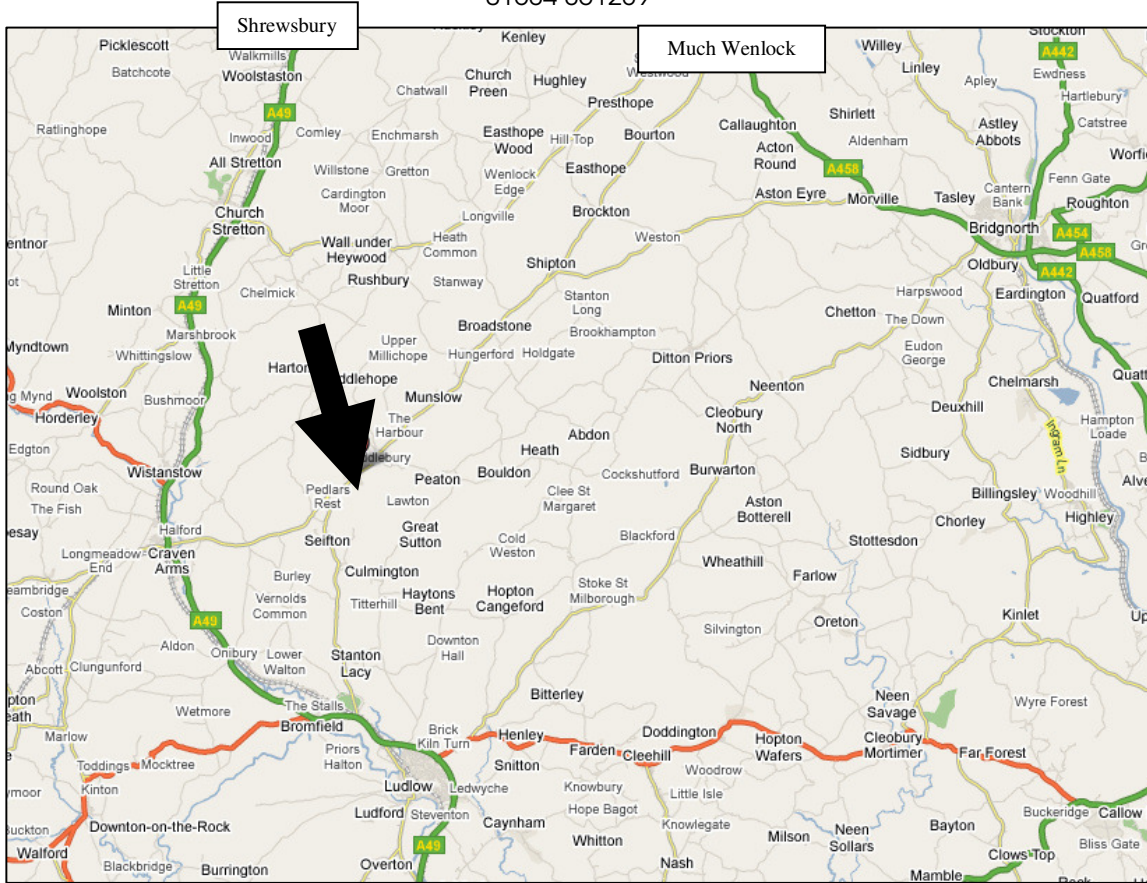 Shrewsbury
Much Wenlock
Picklescott
Walkmills
Kenley
Willey
Stockton
A442
Batchcote
Woolstaston
Church
Preen
Hughley
Westwood
Linley
Apley
Ewdness
Chatwall
Presthope
Hartlebury
A49
Ratlinghope
Inwood
Comley
Enchmarsh
Easthope
Wood
Hill Top
Bourton
Callaughton
Shirlett
Aldenham
Astley
Abbots
Catstree
All Stretton
Willstone
Gretton
Wenlock
Edge
Easthope
Acton
Round
A458
Fenn Gate
Cardington
Moor
Aston Eyre
Morville
Tasley
Cantern
Bank
Roughton
Church
Stretton
Longville
Brockton
Bridgnorth
A454
Wall under
Heywood
Heath
Common
Weston
A458
Little
Stretton
Rushbury
Stanway
Shipton
Oldbury
A442
Chelmick
Stanton
Long
Harpswood
Eardington
Quatford
Minton
A49
Marshbrook
Broadstone
Brookhampton
Chetton
The Down
Whittingslow
Upper
Millichope
Hungerford
Holdgate
Ditton Priors
Eudon
George
Woolston
Bushmoor
Munslow
Neenton
Chelmarsh
Horderley
The
Harbour
Cleobury
North
Deuxhill
Hampton
Loade
Edgton
Abdon
Ingram Ln
Wistanstow
Peaton
Bouldon
Heath
Cockshutford
Burwarton
Sidbury
Round Oak
Pedlars
Rest
Lawton
Clee St
Margaret
Aston
Botterell
Billingsley
Woodhill
The Fish
Halford
Great
Sutton
Cold
Weston
Blackford
Chorley
Highley
Longmeadow
End
Craven
Arms
Seifton
Wheathill
Stottesdon
Burley
Culmington
Farlow
Coston
Vernolds
Common
Titterhill
Haytons
Bent
Hopton
Cangeford
Stoke St
Milborough
Kinlet
A49
Silvington
Oreton
Aldon
Onibury
Lower
Walton
Stanton
Lacy
Downton
Hall
Abcott
Clungunford
Bitterley
Neen
Savage
Wyre Forest
Wetmore
The Stalls
Marlow
Bromfield
Brick
Kiln Turn
Henley
Doddington
Hopton
Wafers
Cleobury
Mortimer
Far Forest
Toddings
Mocktree
Priors
Halton
Snitton
Farden
Cleehill
Kinton
Ludlow
Ledwyche
Knowbury
Woodrow
Little Isle
Buckeridge
Callow
Downton-on-the-Rock
Ludford
Steventon
Caynham
Hope Bagot
Knowlegate
Milson
Neen
Sollars
Bayton
Bliss Gate
Walford
Blackbridge
Burrington
A49
Whitton
Clows Top
Overton
Nash
Mamble